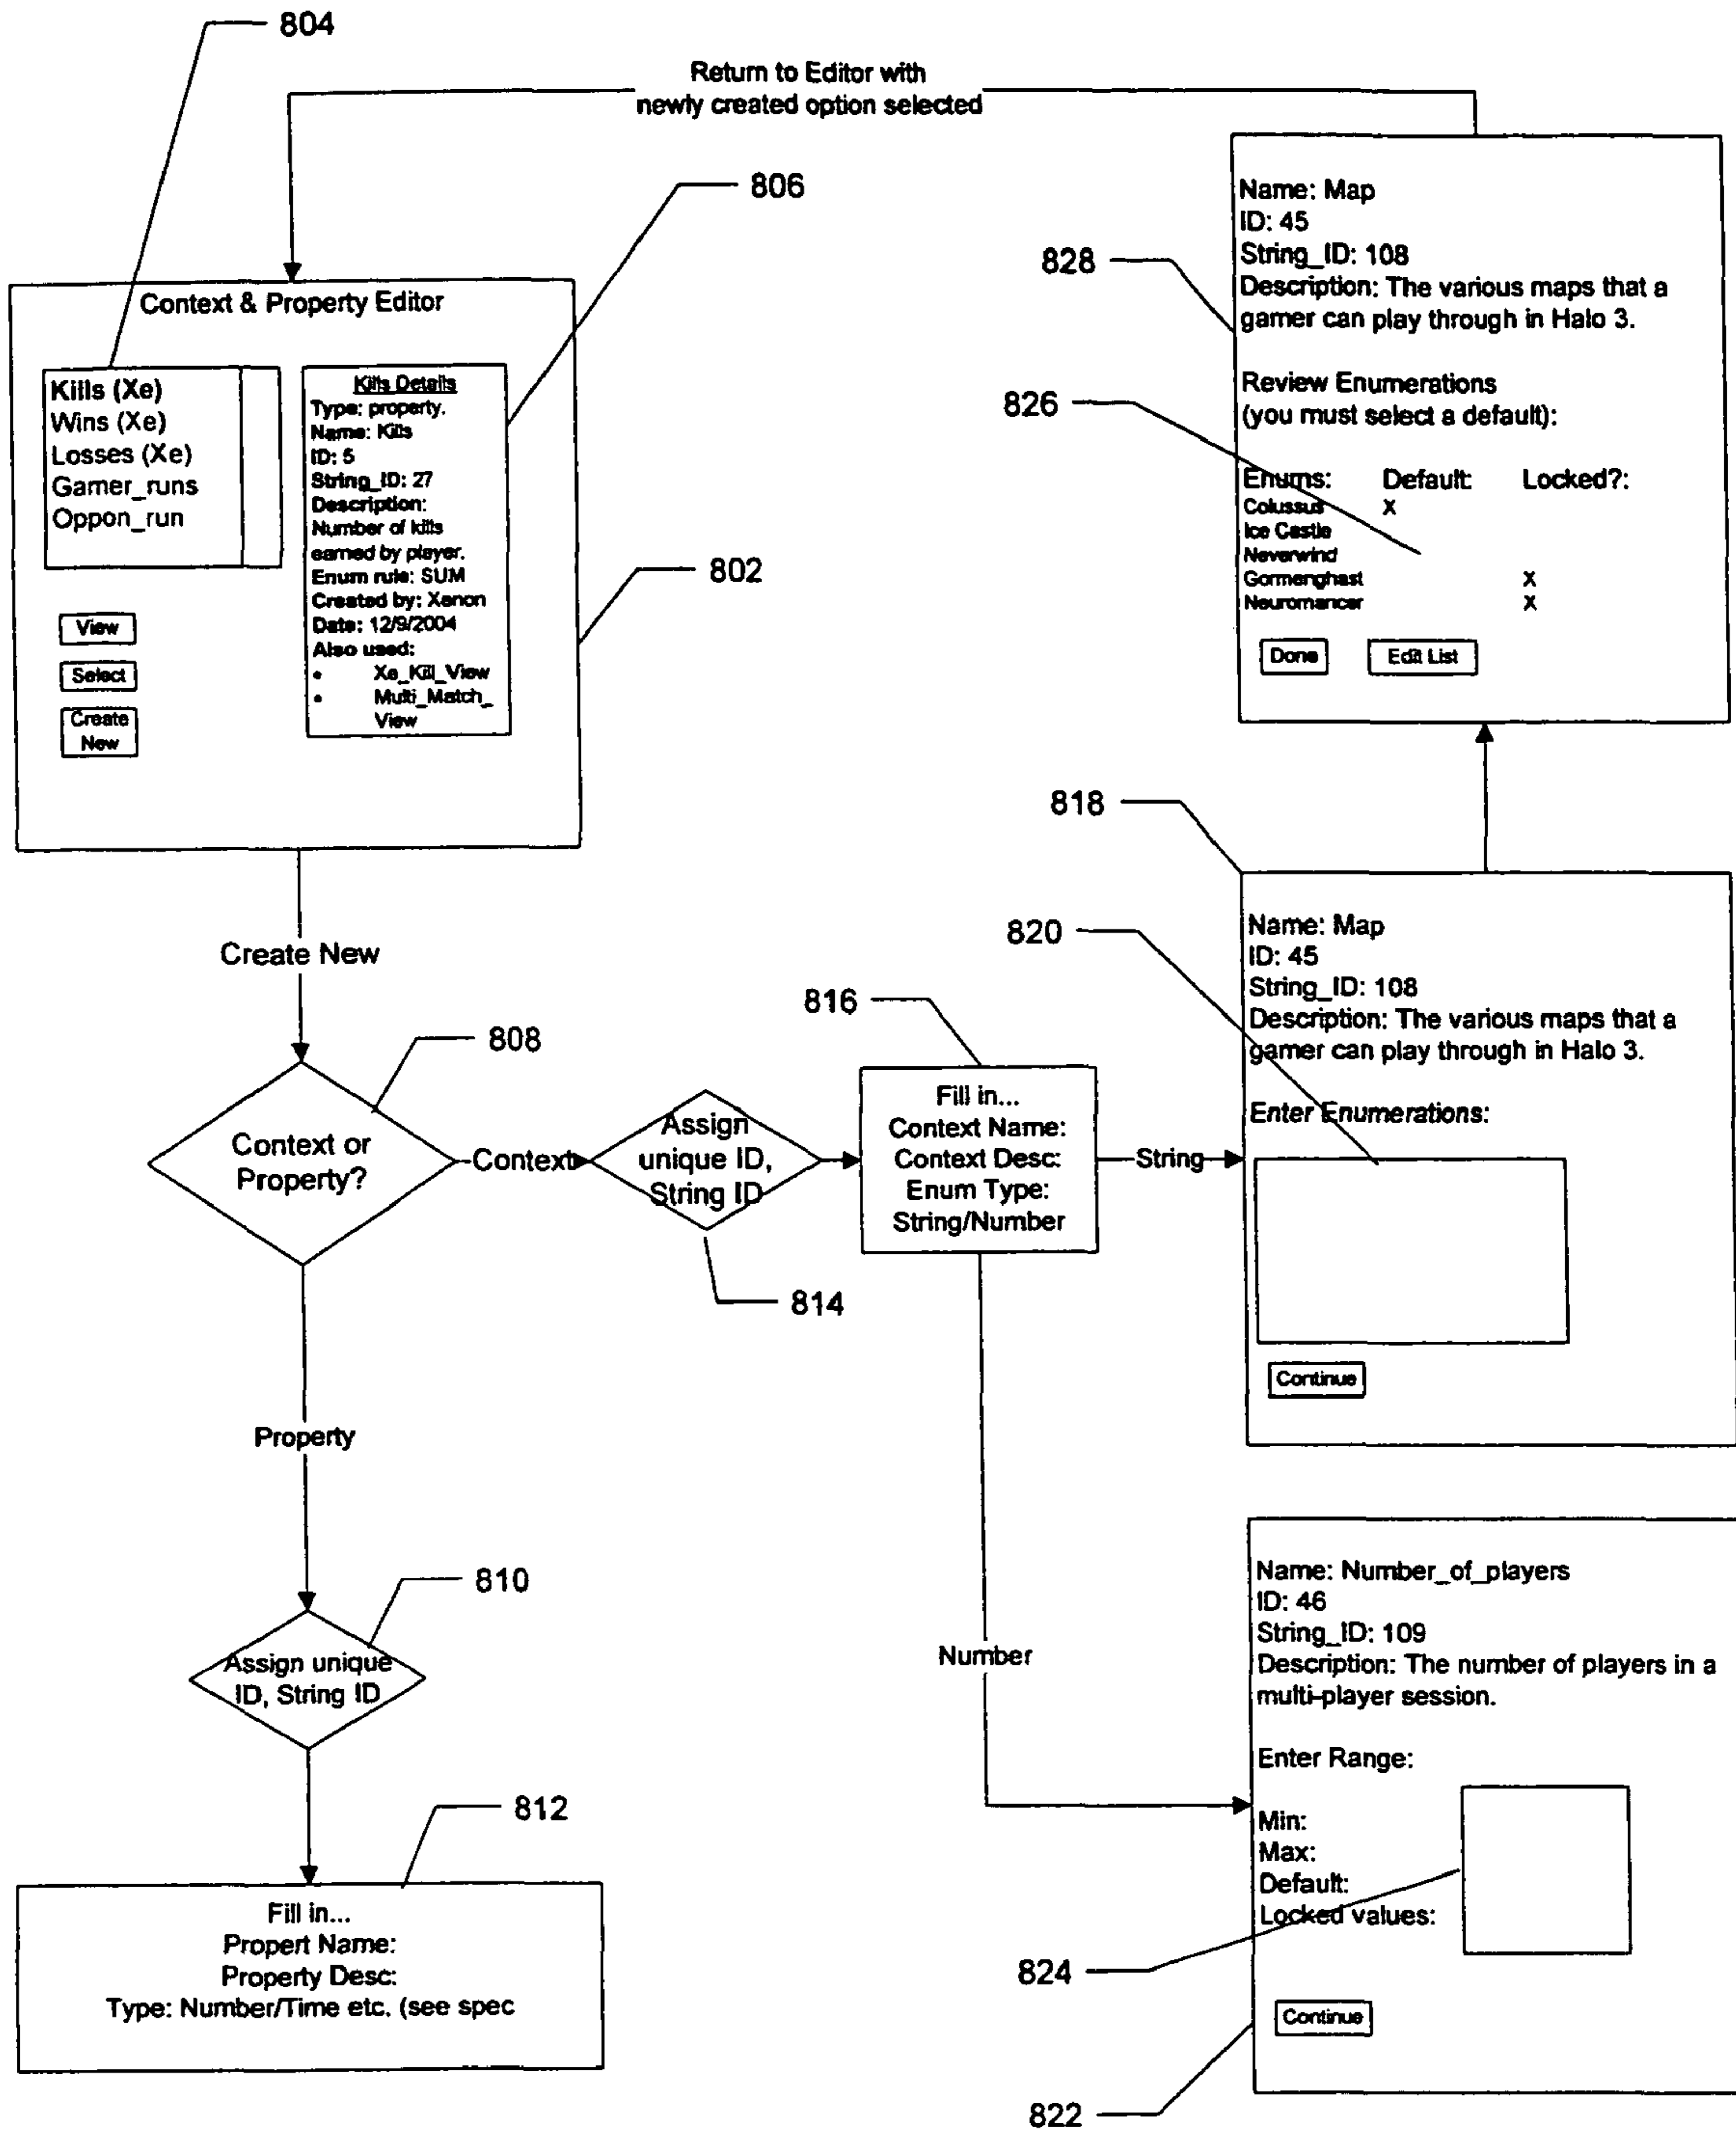 804
Return to Editor with
newly created option selected
806
Context & Property Editor
Kills (Xe)
Wins (Xe)
Losses (Xe)
Gamer_runs
Oppon_run
View
Select
Create
New
Kills Details
Type: property.
Name: Kills
ID: 5
String_ID: 27
Description:
Number of kills
earned by player.
Enum rule: SUM
Created by: Xenon
Date: 12/9/2004
Also used:
• Xe_Kill_View
• Multi_Match_
View
802
828
826
Name: Map
ID: 45
String_ID: 108
Description: The various maps that a
gamer can play through in Halo 3.
Review Enumerations
(you must select a default):
Enums: Default: Locked?:
Colussus X
Ice Castle
Neverwind
Gormenghast X
Neuromancer X
Done Edit List
Create New
808
Context or
Property?
Context
Assign
unique ID,
String ID
814
816
Fill in...
Context Name:
Context Desc:
Enum Type:
String/Number
String
818
820
Name: Map
ID: 45
String_ID: 108
Description: The various maps that a
gamer can play through in Halo 3.
Enter Enumerations:
Continue
Property
810
Assign unique
ID, String ID
812
Fill in...
Propert Name:
Property Desc:
Type: Number/Time etc. (see spec
Number
Name: Number_of_players
ID: 46
String_ID: 109
Description: The number of players in a
multi-player session.
Enter Range:
Min:
Max:
Default:
Locked values:
824
Continue
822